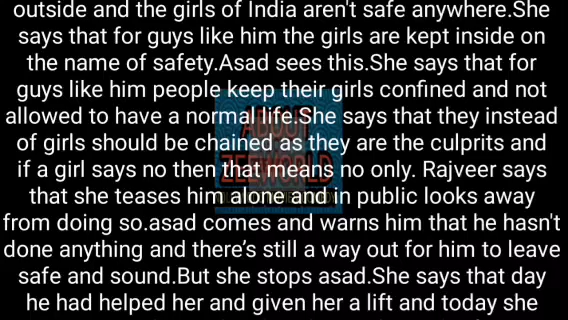 outside and the girls of India aren't safe anywhere.She
says that for guys like him the girls are kept inside on
the name of safety.Asad sees this.She says that for
guys like him people keep their girls confined and not
allowed to have a normal life.She says that they instead
of girls should be chained as they are the culprits and
if a girl says no then that means no only. Rajveer says
that she teases him alone and in public looks away
from doing so.asad comes and warns him that he hasn't
done anything and there’s still a way out for him to leave
safe and sound.But she stops asad.She says that day
he had helped her and given her a lift and today she
ABOUT
ZEEWORLD